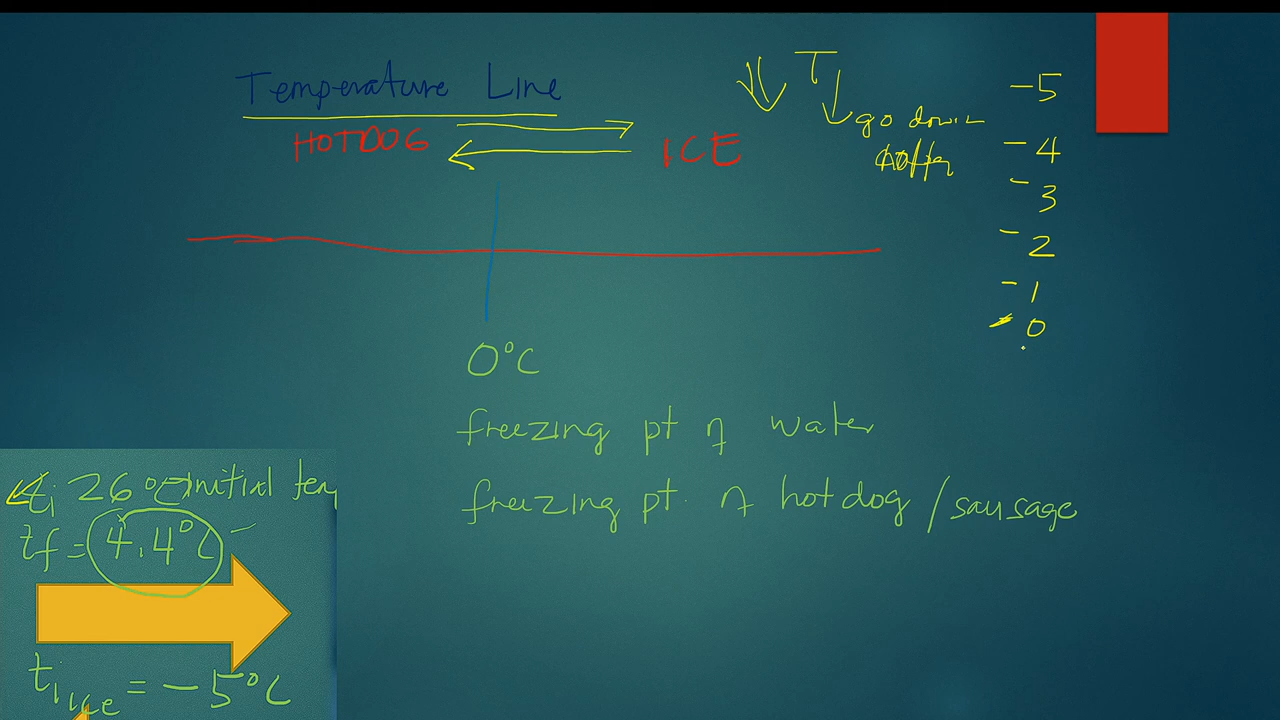 Temperature Line
HOTDOG
ICE
T
go down
-5
-4
-3
-2
-1
0
0°C
freezing pt of water
freezing pt. of hotdog / sausage
ti 26 °C initial tem
tf = 4.4°C
ti ice = -5°C